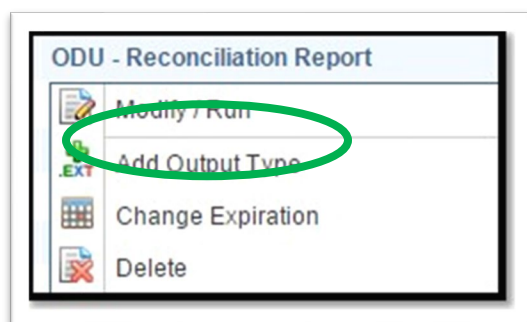 ODU - Reconciliation Report
Modify / Run
.EXT
Add Output Type
Change Expiration
Delete